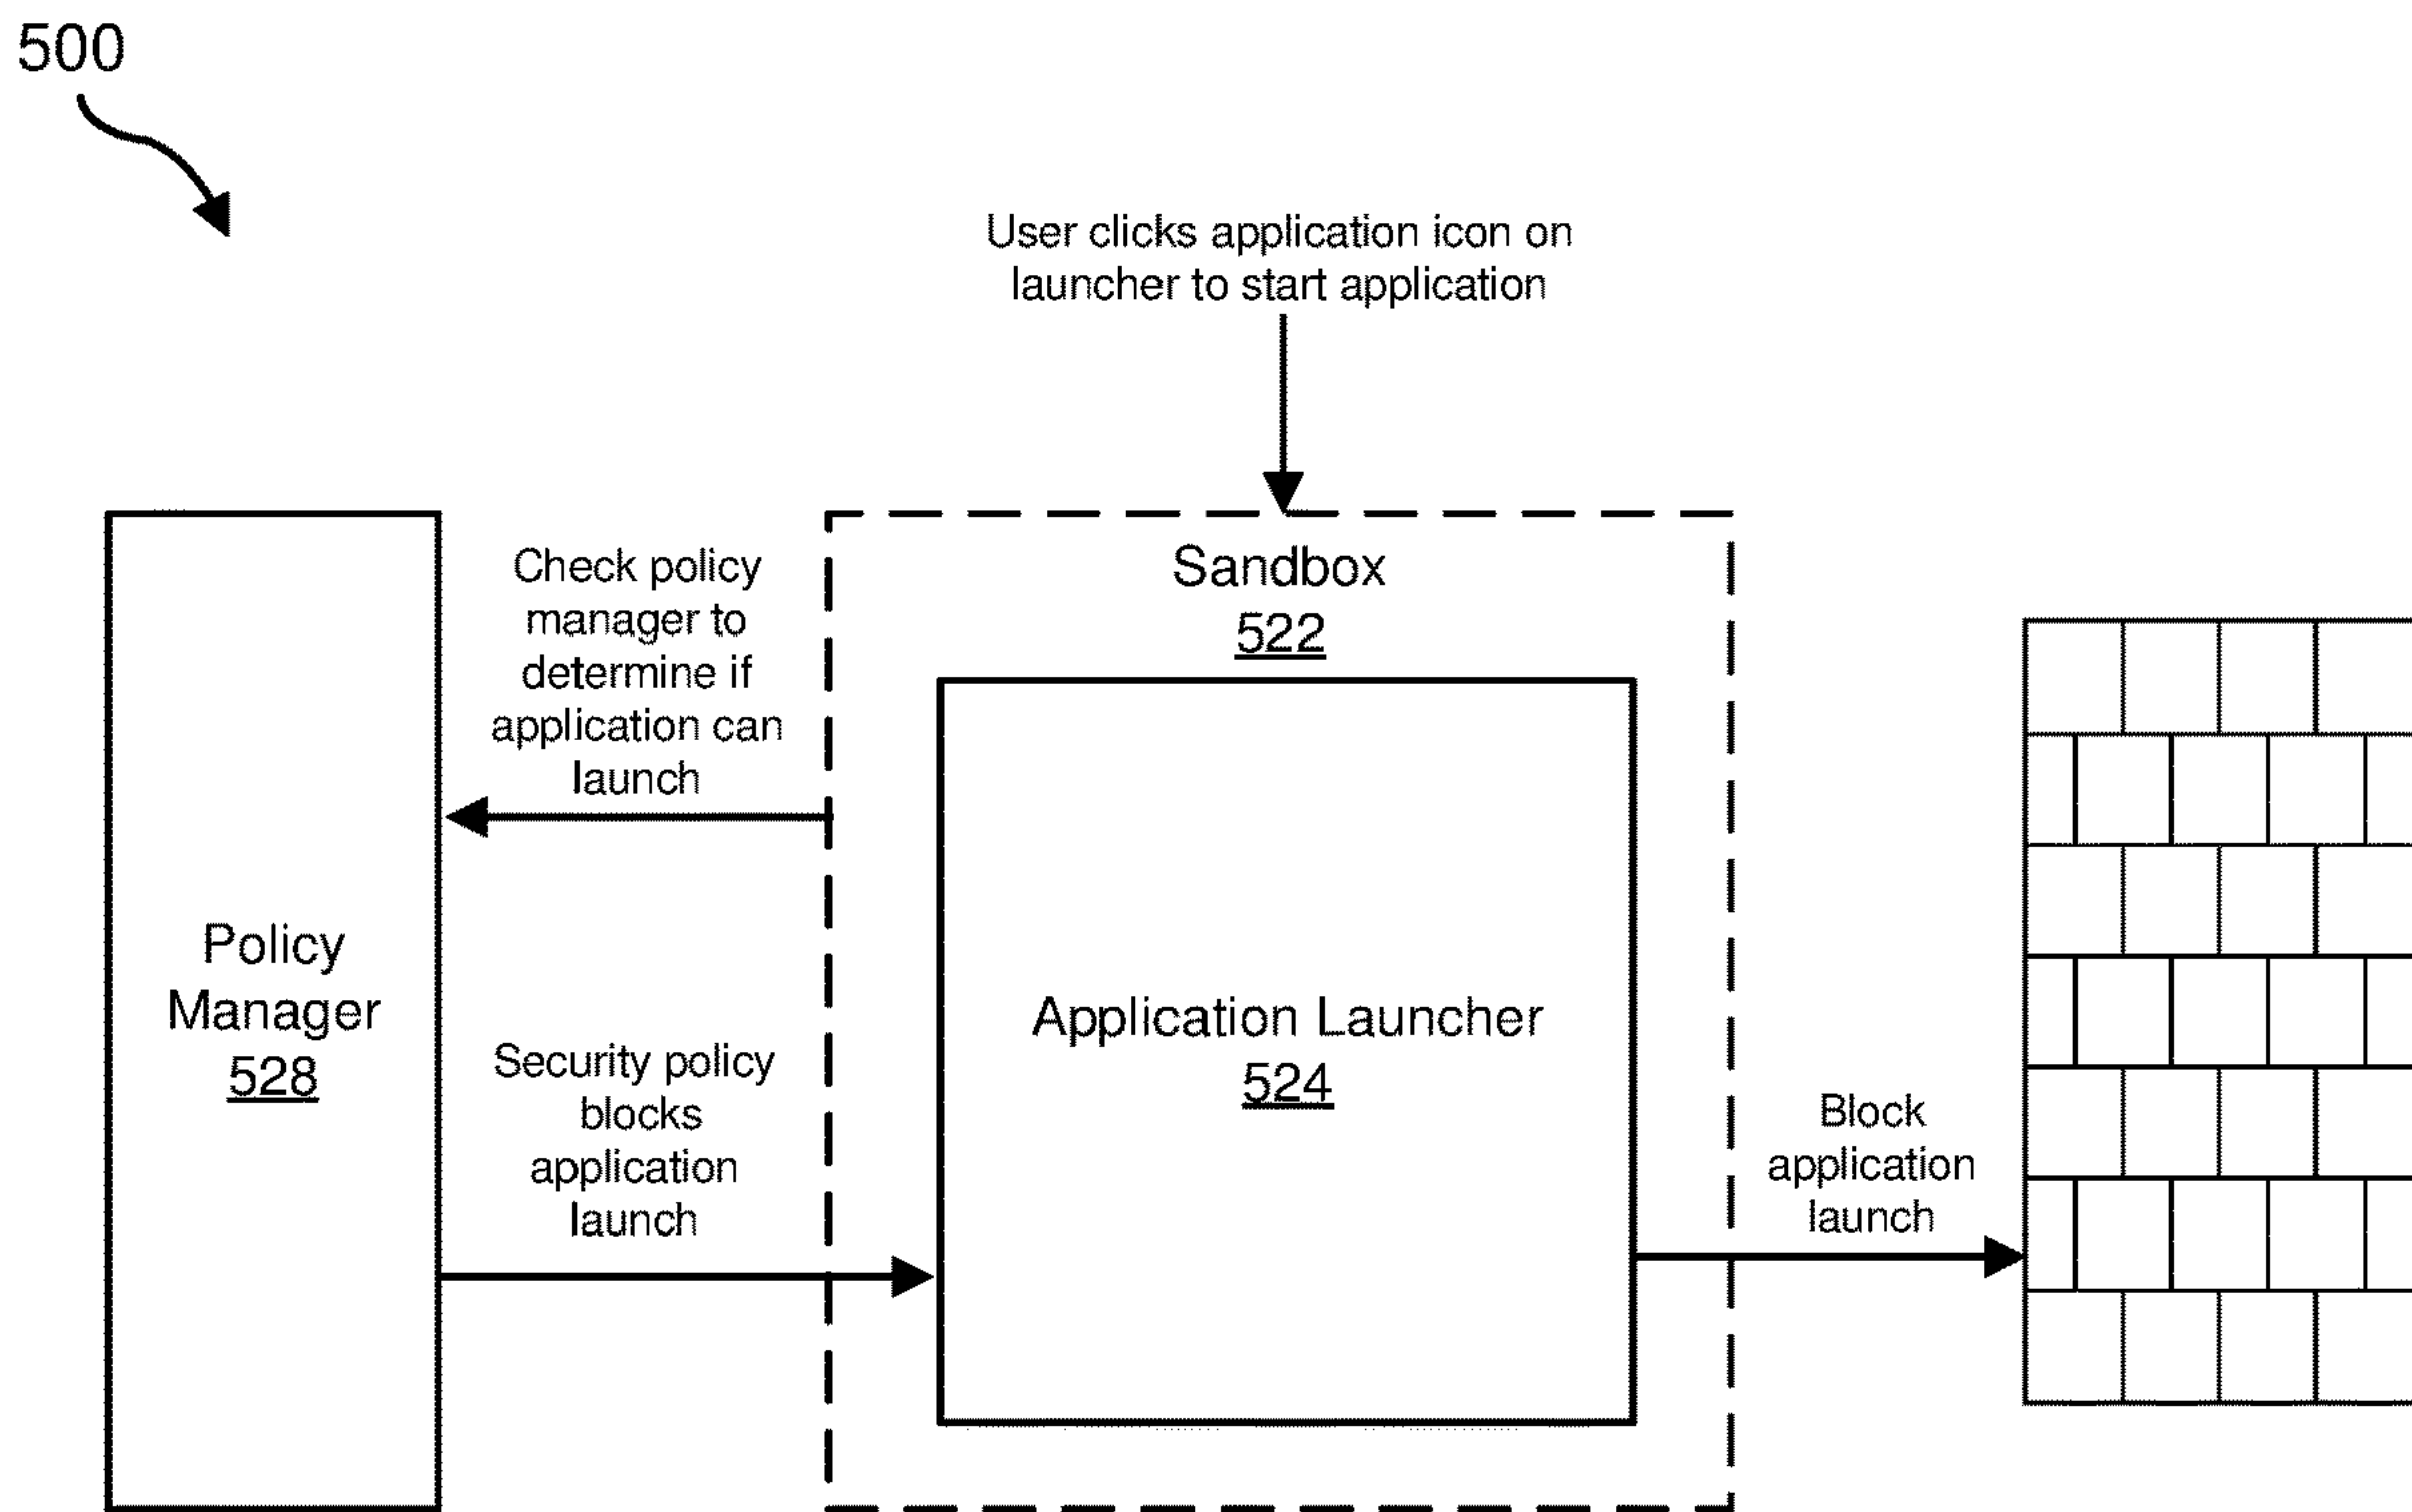 500
User clicks application icon on
launcher to start application
Check policy
manager to
determine if
application can
launch
Sandbox
522
Policy
Manager
528
Security policy
blocks
application
launch
Application Launcher
524
Block
application
launch